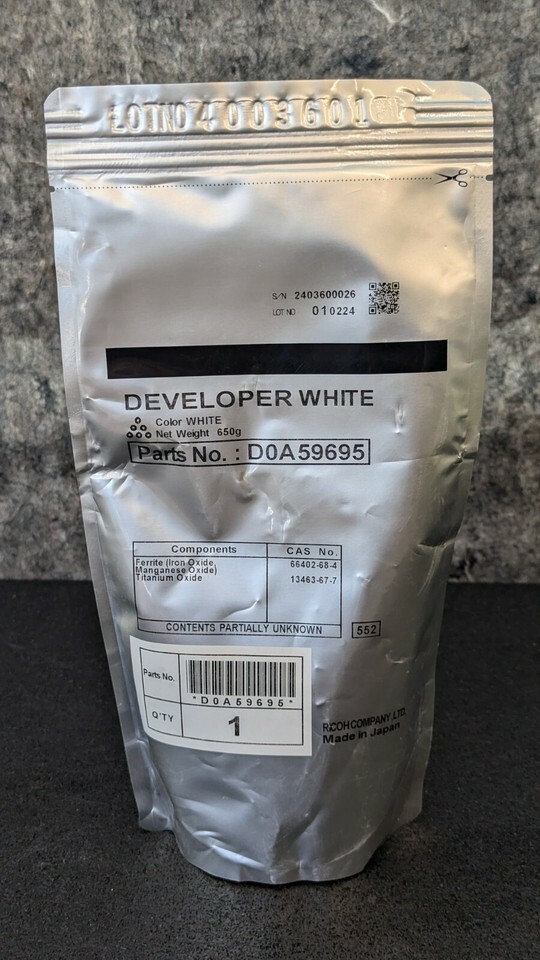 LOTNO 4003601
S/N 2403600026
LOT NO 010224
DEVELOPER WHITE
Color WHITE
Net Weight 650g
Parts No. : D0A59695
Components CAS No.
Ferrite (Iron Oxide, 66402-68-4
Manganese Oxide)
Titanium Oxide 13463-67-7
CONTENTS PARTIALLY UNKNOWN 552
Parts No.
*D0A59695*
Q'TY 1
RICOH COMPANY, LTD.
Made in Japan